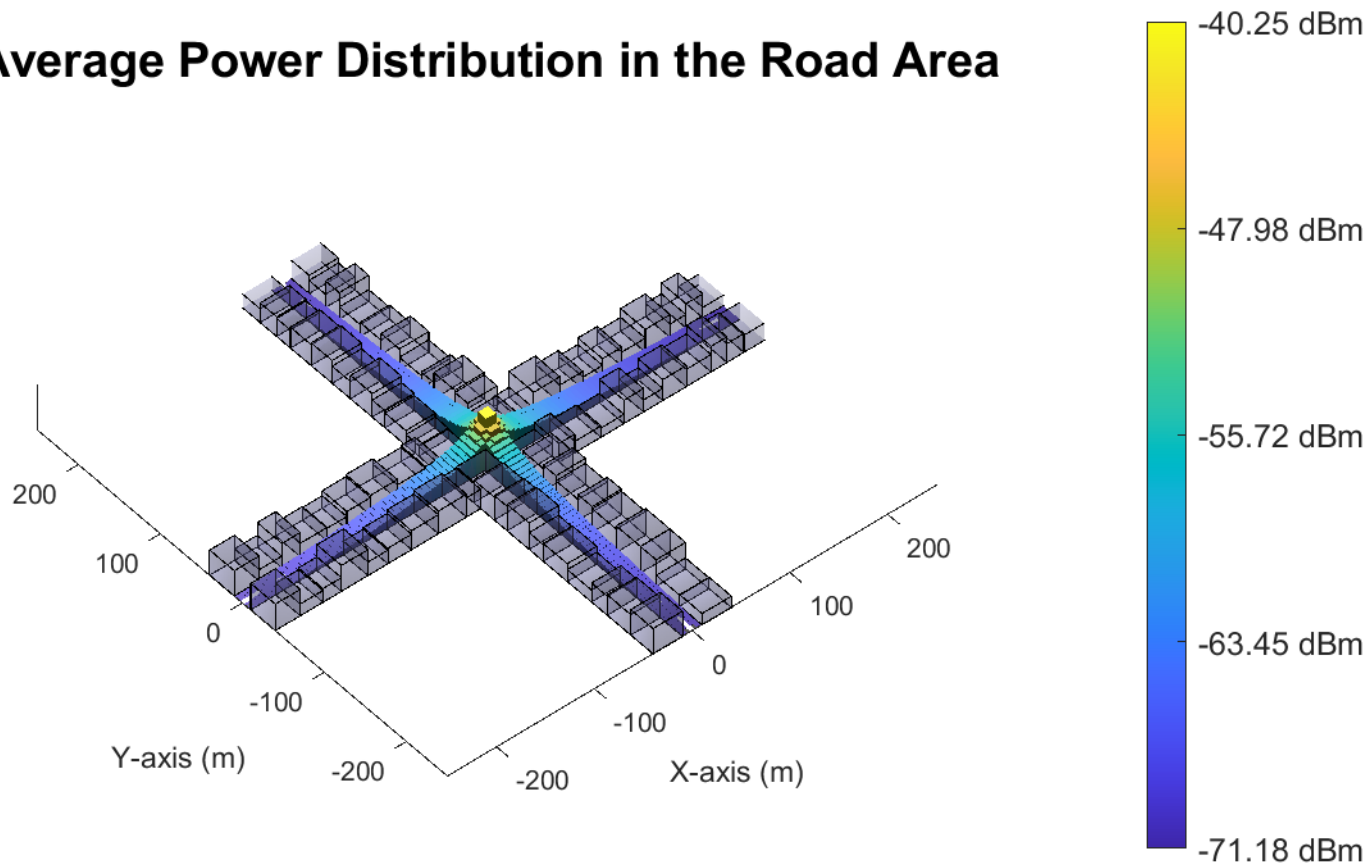 Average Power Distribution in the Road Area
-40.25 dBm
-47.98 dBm
-55.72 dBm
-63.45 dBm
-71.18 dBm
200
100
0
-100
-200
Y-axis (m)
200
100
0
-100
-200
X-axis (m)